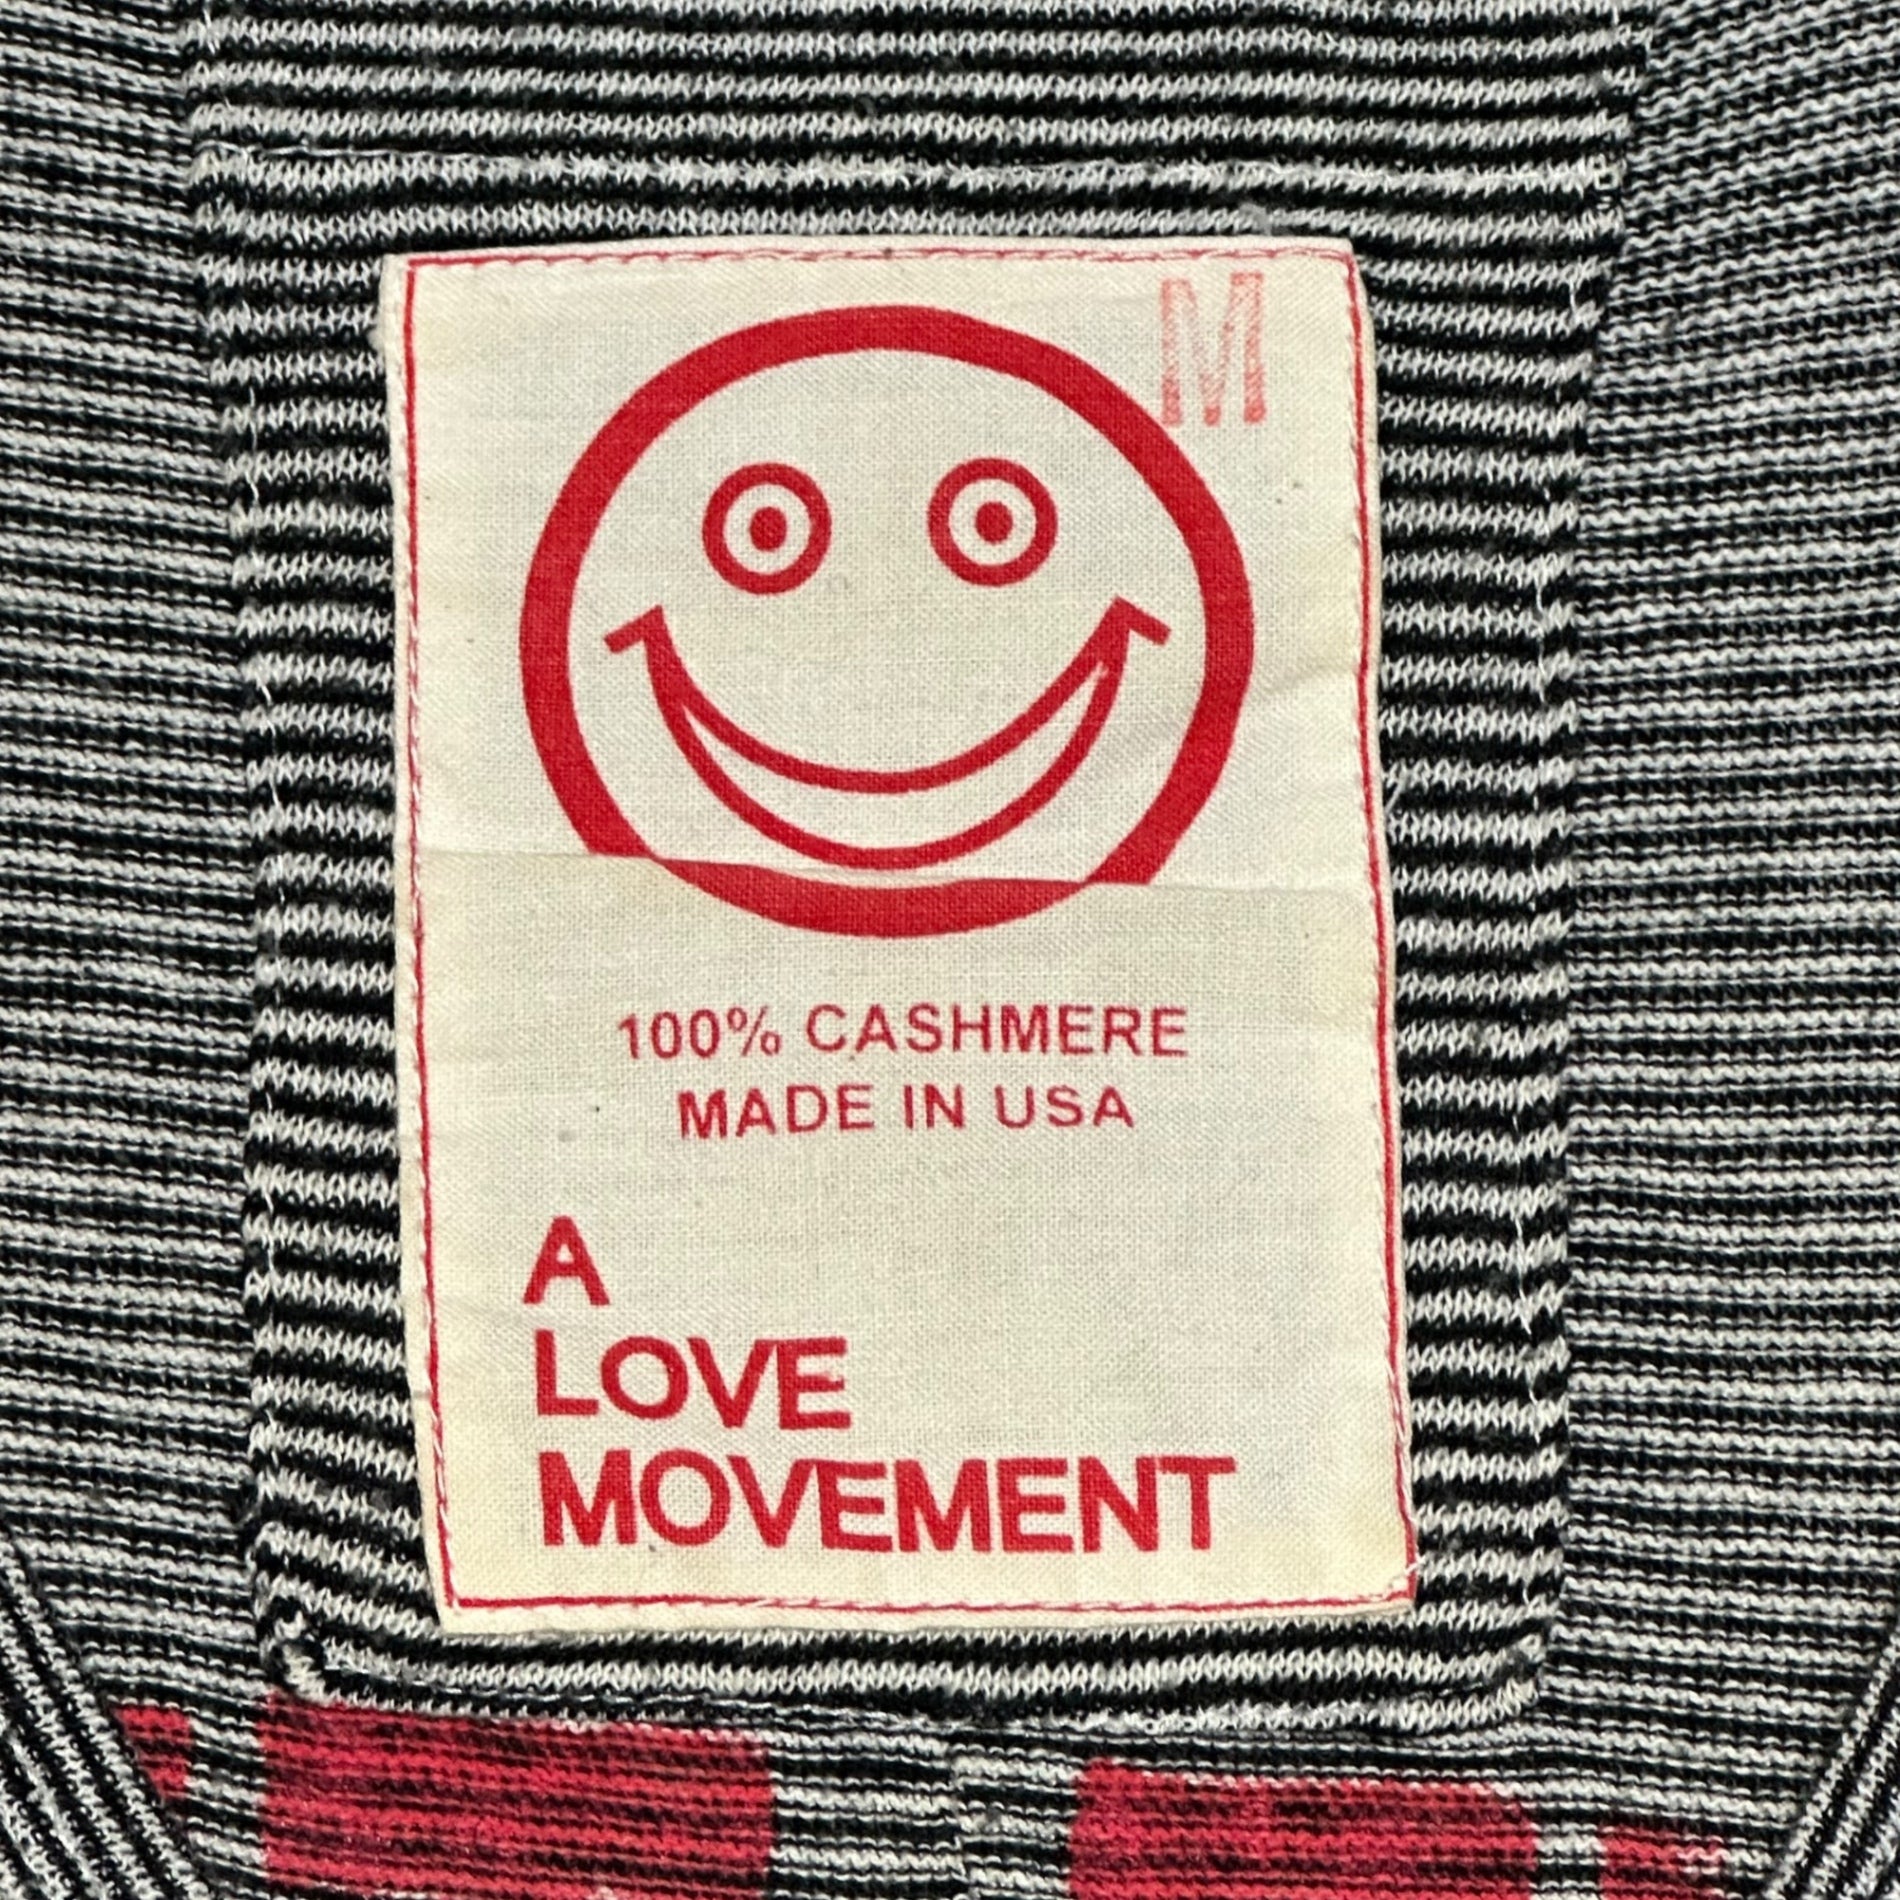 M
100% CASHMERE
MADE IN USA
A
LOVE
MOVEMENT